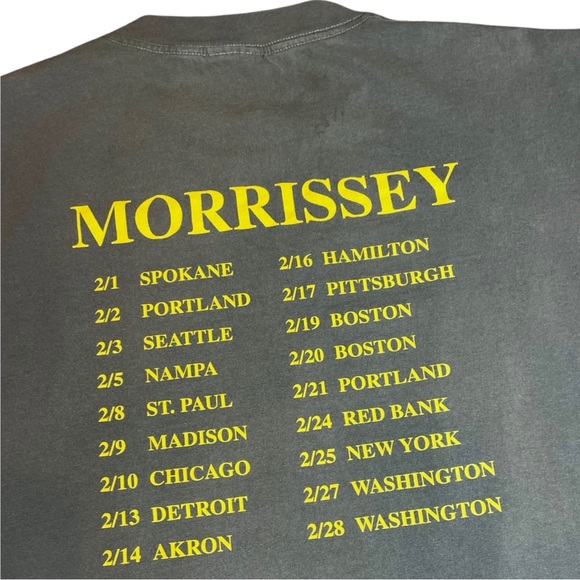 MORRISSEY
2/1 SPOKANE
2/2 PORTLAND
2/3 SEATTLE
2/5 NAMPA
2/8 ST. PAUL
2/9 MADISON
2/10 CHICAGO
2/13 DETROIT
2/14 AKRON
2/16 HAMILTON
2/17 PITTSBURGH
2/19 BOSTON
2/20 BOSTON
2/21 PORTLAND
2/24 RED BANK
2/25 NEW YORK
2/27 WASHINGTON
2/28 WASHINGTON